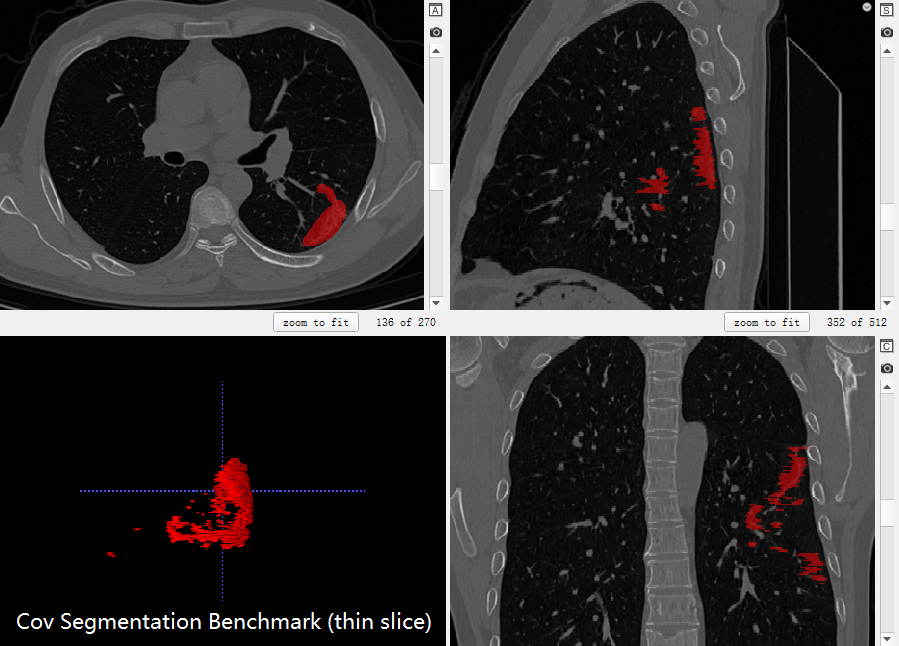 A
S
zoom to fit
136 of 270
zoom to fit
352 of 512
C
Cov Segmentation Benchmark (thin slice)